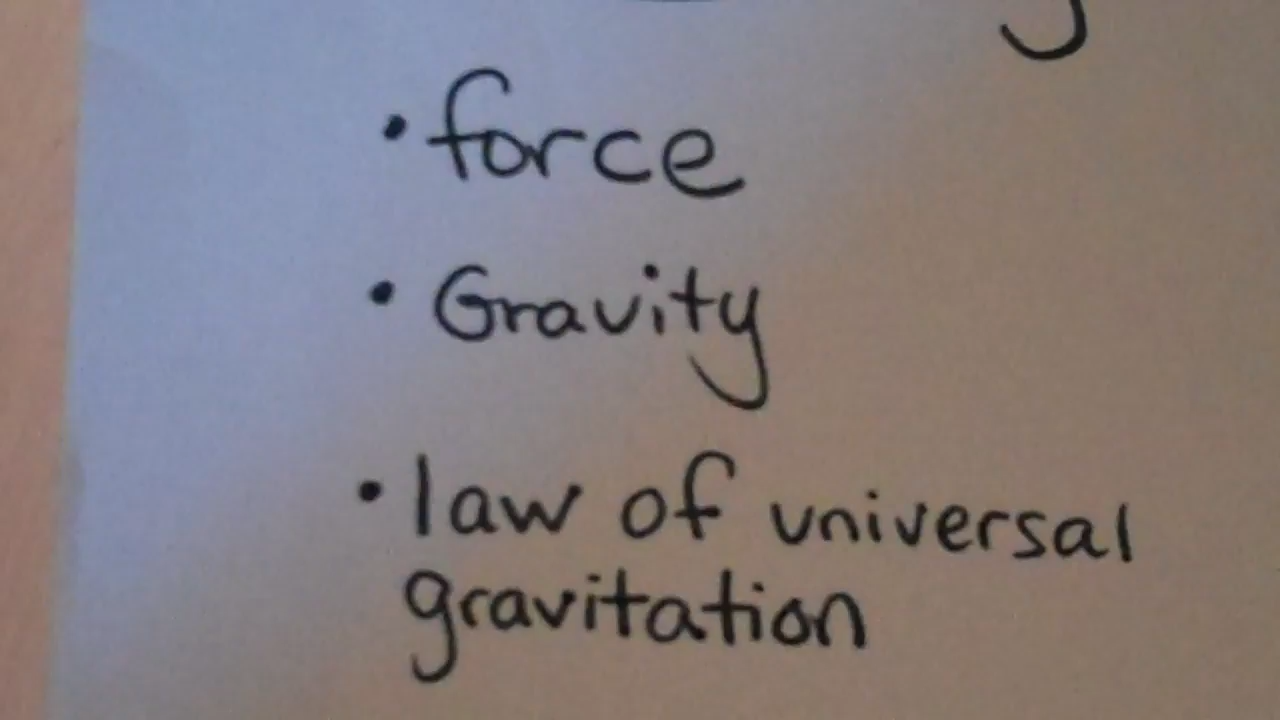 • force
• Gravity
• law of universal
gravitation